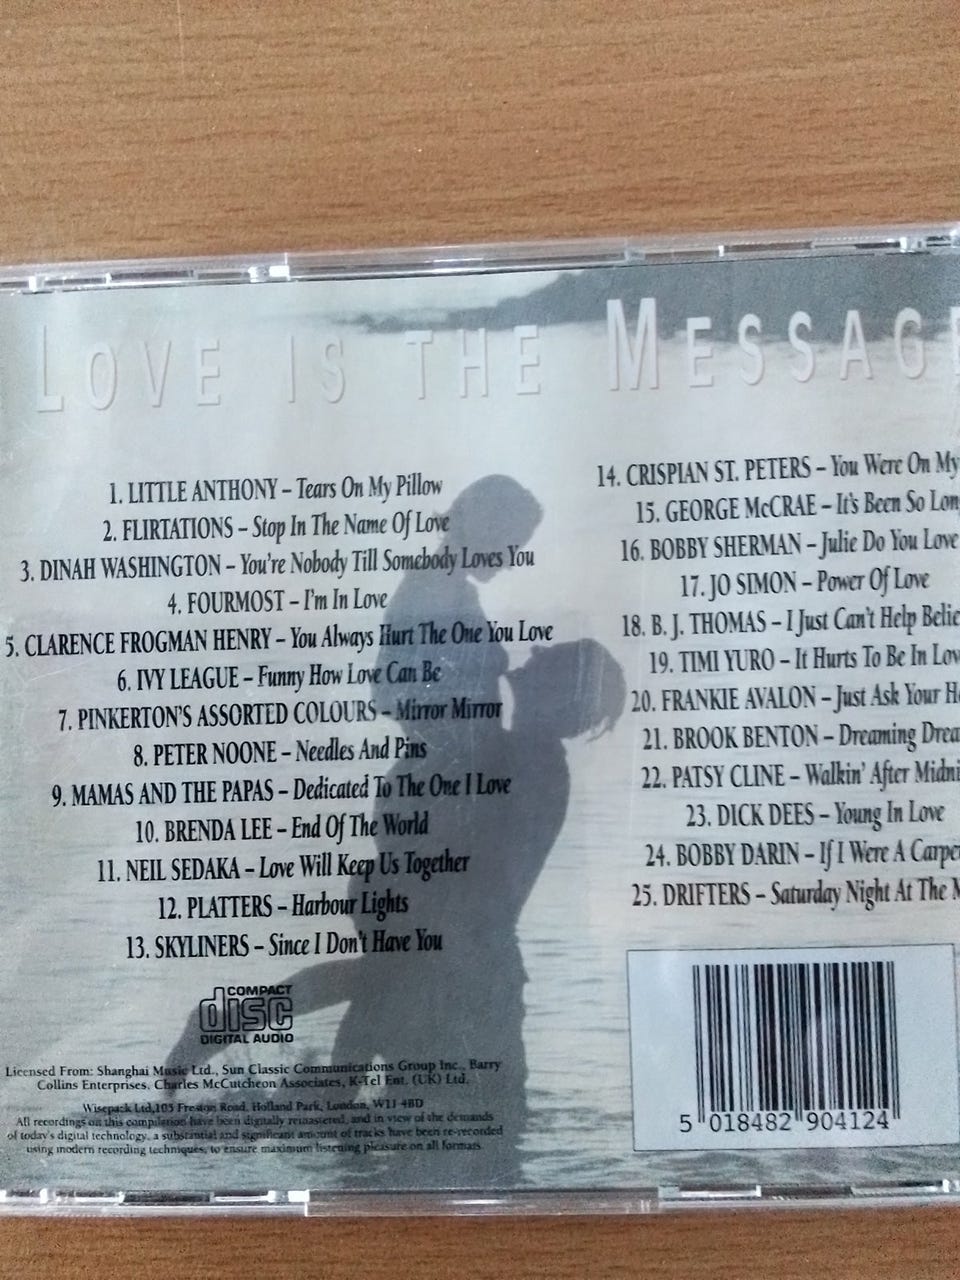 LOVE IS THE MESSAGE
1. LITTLE ANTHONY – Tears On My Pillow
2. FLIRTATIONS – Stop In The Name Of Love
3. DINAH WASHINGTON – You're Nobody Till Somebody Loves You
4. FOURMOST – I'm In Love
5. CLARENCE FROGMAN HENRY – You Always Hurt The One You Love
6. IVY LEAGUE – Funny How Love Can Be
7. PINKERTON'S ASSORTED COLOURS – Mirror Mirror
8. PETER NOONE – Needles And Pins
9. MAMAS AND THE PAPAS – Dedicated To The One I Love
10. BRENDA LEE – End Of The World
11. NEIL SEDAKA – Love Will Keep Us Together
12. PLATTERS – Harbour Lights
13. SKYLINERS – Since I Don't Have You
14. CRISPIAN ST. PETERS – You Were On My
15. GEORGE McCRAE – It's Been So Lon
16. BOBBY SHERMAN – Julie Do You Love
17. JO SIMON – Power Of Love
18. B. J. THOMAS – I Just Can't Help Belie
19. TIMI YURO – It Hurts To Be In Lov
20. FRANKIE AVALON – Just Ask Your H
21. BROOK BENTON – Dreaming Drea
22. PATSY CLINE – Walkin' After Midni
23. DICK DEES – Young In Love
24. BOBBY DARIN – If I Were A Carpe
25. DRIFTERS – Saturday Night At The M
COMPACT
disc
DIGITAL AUDIO
Licensed From: Shanghai Music Ltd., Sun Classic Communications Group Inc., Barry
Collins Enterprises, Charles McCutcheon Associates, K-Tel Ent. (UK) Ltd.
Wisepack Ltd,105 Freston Road, Holland Park, London, W11 4BD
All recordings on this compilation have been digitally remastered, and in view of the demands
of today's digital technology, a substantial and significant amount of tracks have been re-recorded
using modern recording techniques, to ensure maximum listening pleasure on all formats
5 018482 904124